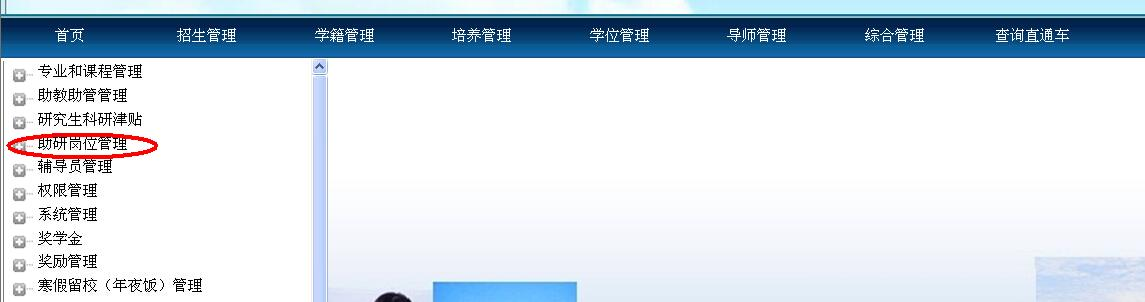 首页 招生管理 学籍管理 培养管理 学位管理 导师管理 综合管理 查询直通车
专业和课程管理
助教助管管理
研究生科研津贴
助研岗位管理
辅导员管理
权限管理
系统管理
奖学金
奖励管理
寒假留校（年夜饭）管理